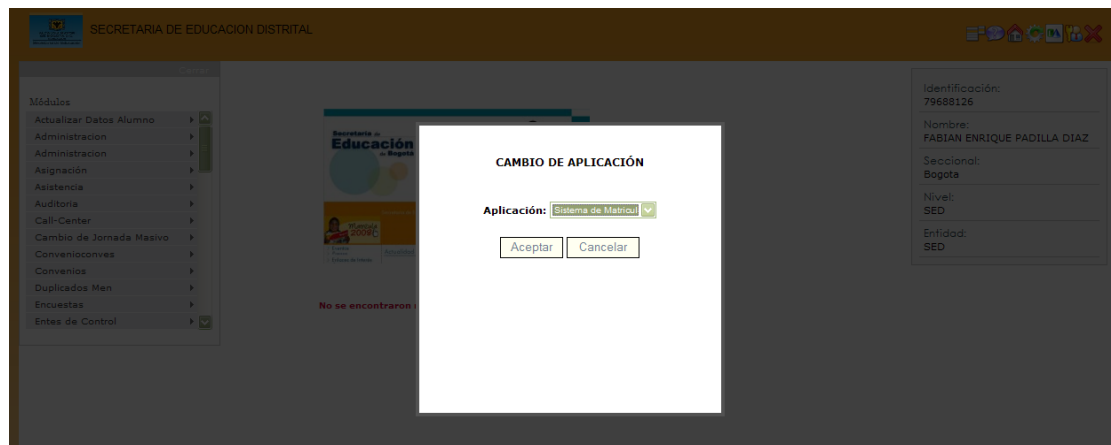 SECRETARIA DE EDUCACION DISTRITAL
Cerrar
Módulos
Actualizar Datos Alumno
Administracion
Administracion
Asignación
Asistencia
Auditoria
Call-Center
Cambio de Jornada Masivo
Convenioconves
Convenios
Duplicados Men
Encuestas
Entes de Control
Secretaría de
Educación
de Bogotá
Matrícula
2008
No se encontraron
CAMBIO DE APLICACIÓN
Aplicación: Sistema de Matricul
Aceptar Cancelar
Identificación:
79688126
Nombre:
FABIAN ENRIQUE PADILLA DIAZ
Seccional:
Bogota
Nivel:
SED
Entidad:
SED